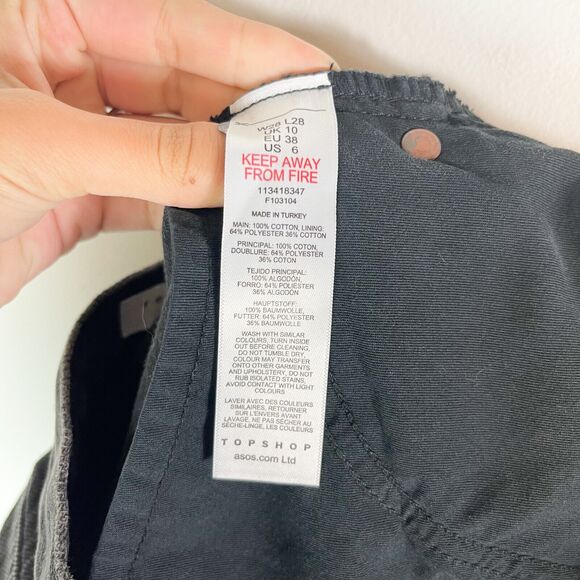 W28 L28
UK 10
EU 38
US 6
KEEP AWAY
FROM FIRE
113418347
F103104
MADE IN TURKEY
MAIN: 100% COTTON, LINING:
64% POLYESTER 36% COTTON
PRINCIPAL: 100% COTON,
DOUBLURE: 64% POLYESTER
36% COTON
TEJIDO PRINCIPAL:
100% ALGODÓN,
FORRO: 64% POLIÉSTER
36% ALGODÓN
HAUPTSTOFF:
100% BAUMWOLLE,
FUTTER: 64% POLYESTER
36% BAUMWOLLE
WASH WITH SIMILAR
COLOURS, TURN INSIDE
OUT BEFORE CLEANING,
DO NOT TUMBLE DRY,
COLOUR MAY TRANSFER
ONTO OTHER GARMENTS
AND UPHOLSTERY, DO NOT
RUB ISOLATED STAINS,
AVOID CONTACT WITH LIGHT
COLOURS
LAVER AVEC DES COULEURS
SIMILAIRES, RETOURNER
SUR L'ENVERS AVANT
LAVAGE, NE PAS SÉCHER AU
SÈCHE-LINGE, LES COULEURS
TOPSHOP
asos.com Ltd